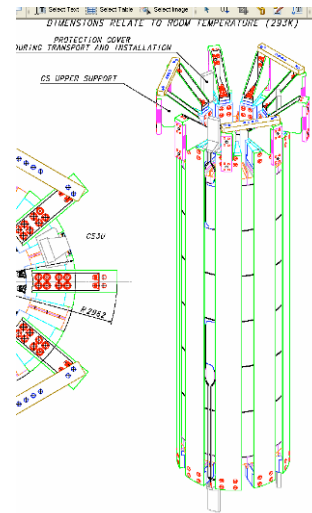 Select Text Select Table Select Image
DIMENSIONS RELATE TO ROOM TEMPERATURE (293K)
PROTECTION COVER
DURING TRANSPORT AND INSTALLATION
CS UPPER SUPPORT
CS3U